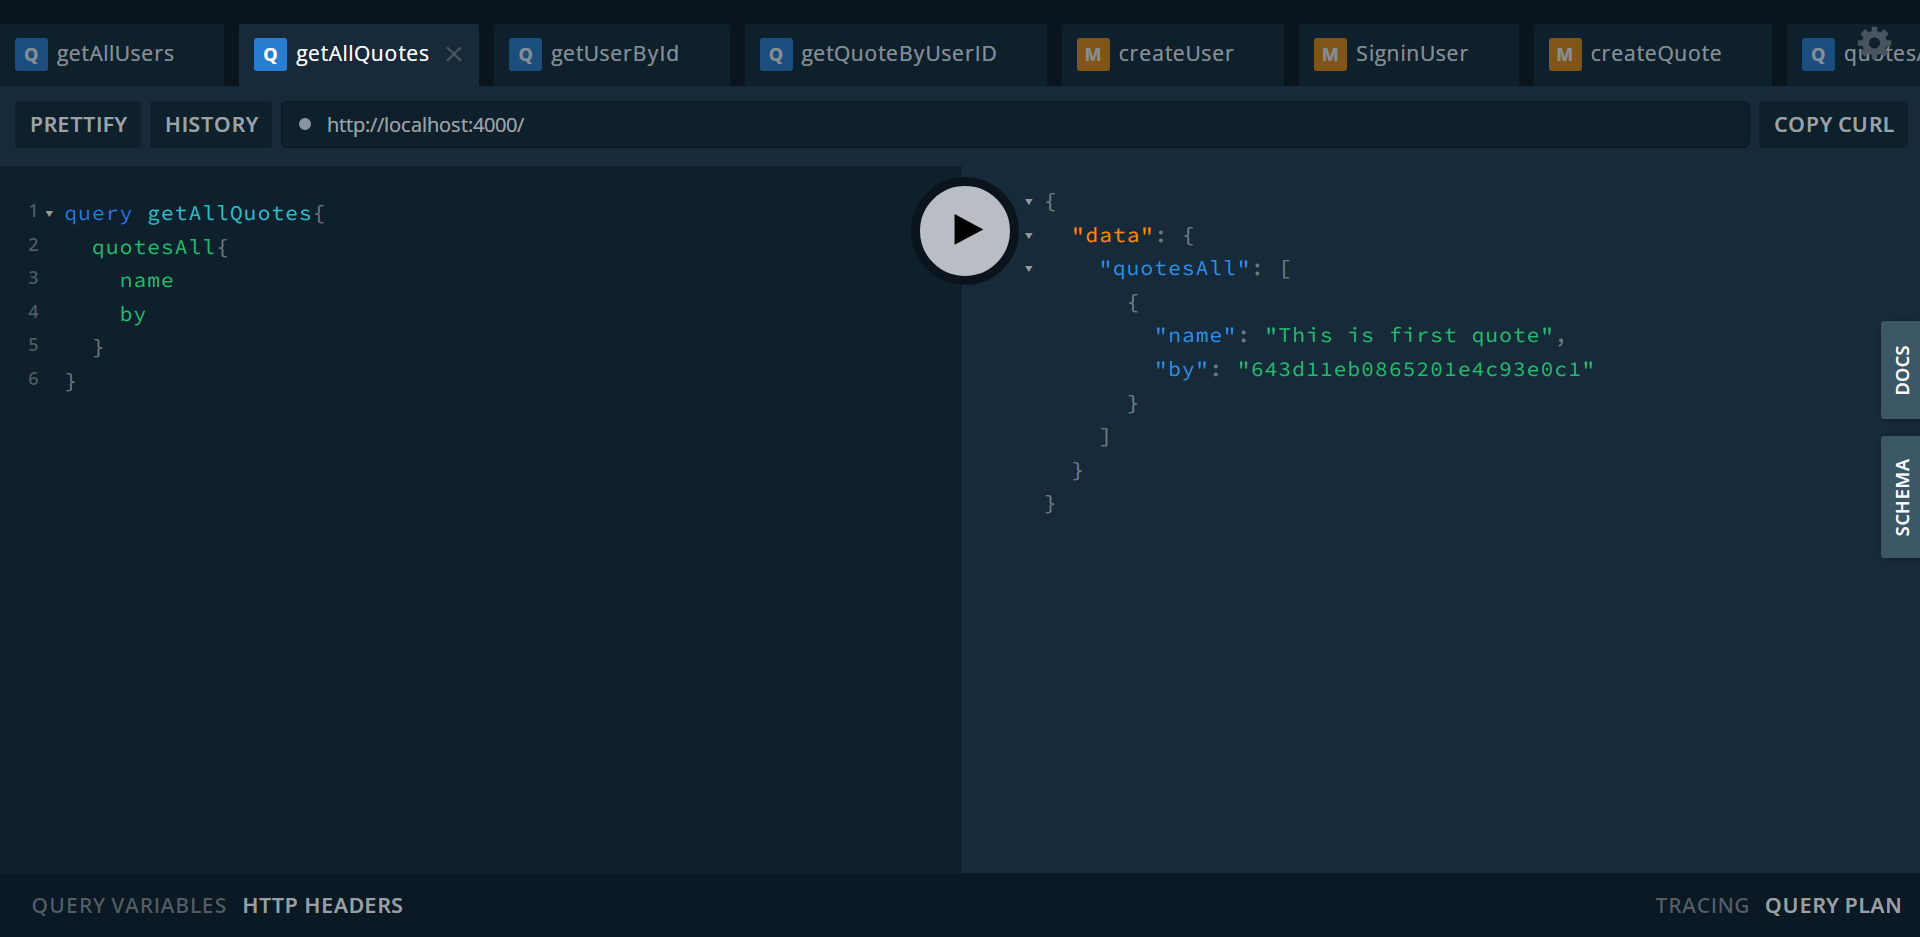 Q getAllUsers Q getAllQuotes Q getUserById Q getQuoteByUserID M createUser M SigninUser M createQuote Q quotesA
PRETTIFY HISTORY http://localhost:4000/ COPY CURL
1 query getAllQuotes{
2 quotesAll{
3 name
4 by
5 }
6 }
{
"data": {
"quotesAll": [
{
"name": "This is first quote",
"by": "643d11eb0865201e4c93e0c1"
}
]
}
}
DOCS
SCHEMA
QUERY VARIABLES HTTP HEADERS TRACING QUERY PLAN